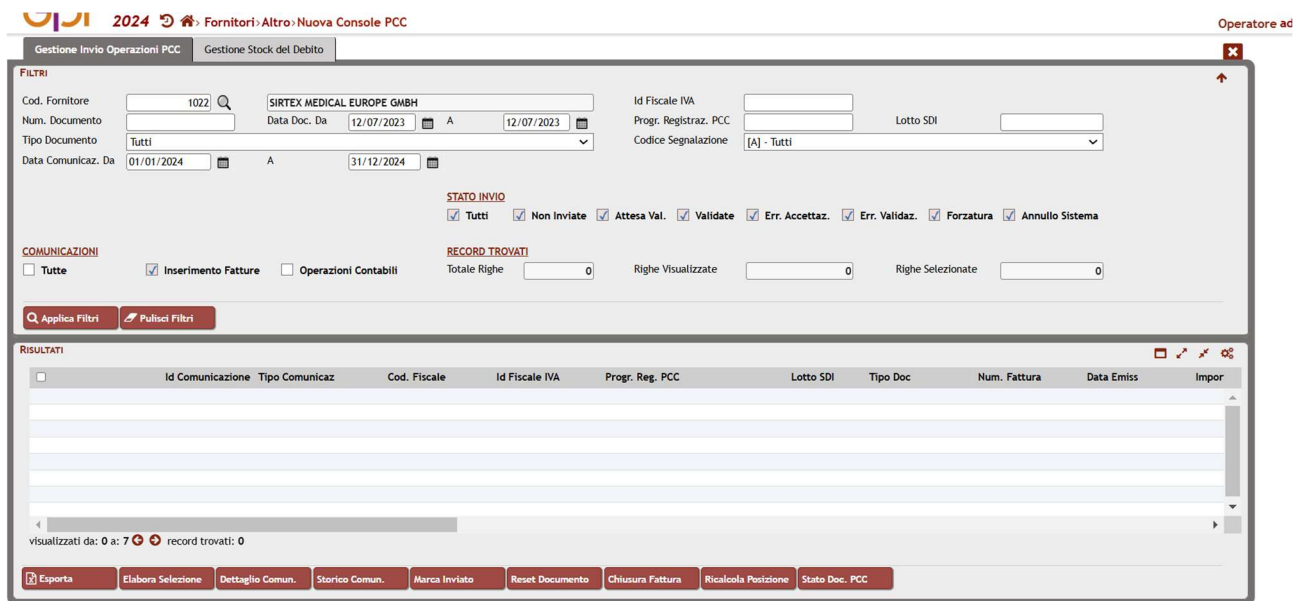 2024 > Fornitori>Altro>Nuova Console PCC
Operatore ad
Gestione Invio Operazioni PCC Gestione Stock del Debito
FILTRI
Cod. Fornitore 1022 SIRTEX MEDICAL EUROPE GMBH Id Fiscale IVA
Num. Documento Data Doc. Da 12/07/2023 A 12/07/2023 Progr. Registraz. PCC Lotto SDI
Tipo Documento Tutti Codice Segnalazione [A] - Tutti
Data Comunicaz. Da 01/01/2024 A 31/12/2024
STATO INVIO
Tutti Non Inviate Attesa Val. Validate Err. Accettaz. Err. Validaz. Forzatura Annullo Sistema
COMUNICAZIONI RECORD TROVATI
Tutte Inserimento Fatture Operazioni Contabili Totale Righe 0 Righe Visualizzate 0 Righe Selezionate 0
Applica Filtri Pulisci Filtri
RISULTATI
Id Comunicazione Tipo Comunicaz Cod. Fiscale Id Fiscale IVA Progr. Reg. PCC Lotto SDI Tipo Doc Num. Fattura Data Emiss Impor
visualizzati da: 0 a: 7 record trovati: 0
Esporta Elabora Selezione Dettaglio Comun. Storico Comun. Marca Inviato Reset Documento Chiusura Fattura Ricalcola Posizione Stato Doc. PCC